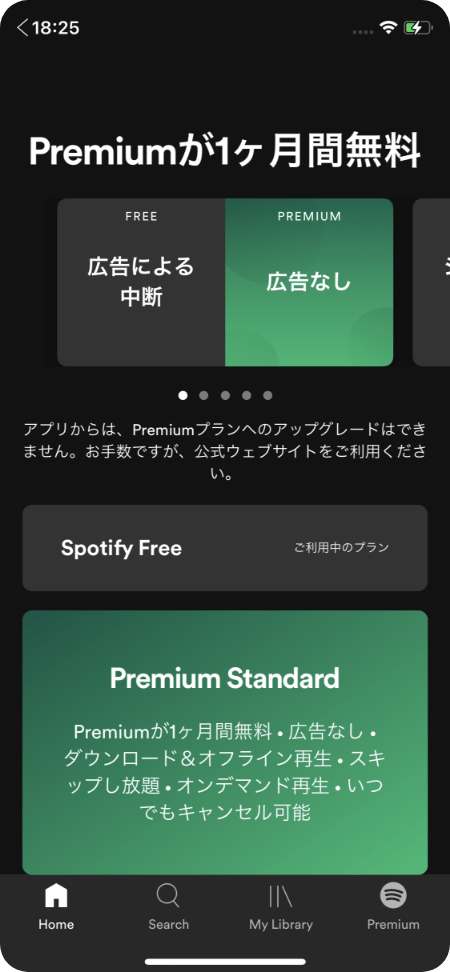 18:25
Premiumが1ヶ月間無料
FREE
広告による
中断
PREMIUM
広告なし
アプリからは、Premiumプランへのアップグレードはでき
ません。お手数ですが、公式ウェブサイトをご利用くださ
い。
Spotify Free
ご利用中のプラン
Premium Standard
Premiumが1ヶ月間無料 • 広告なし •
ダウンロード＆オフライン再生 • スキ
ップし放題 • オンデマンド再生 • いつ
でもキャンセル可能
Home
Search
My Library
Premium